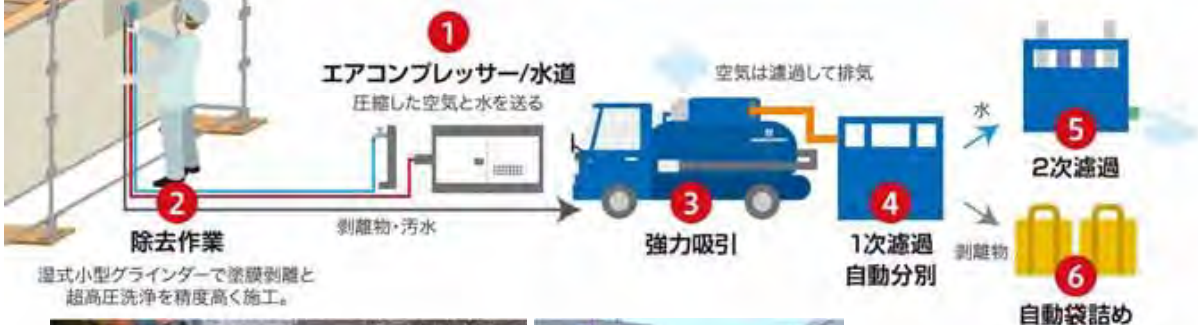 1
エアコンプレッサー/水道
圧縮した空気と水を送る
2
除去作業
湿式小型グラインダーで塗膜剥離と
超高圧洗浄を精度高く施工。
剥離物・汚水
空気は濾過して排気
3
強力吸引
4
1次濾過
自動分別
水
5
2次濾過
剥離物
6
自動袋詰め